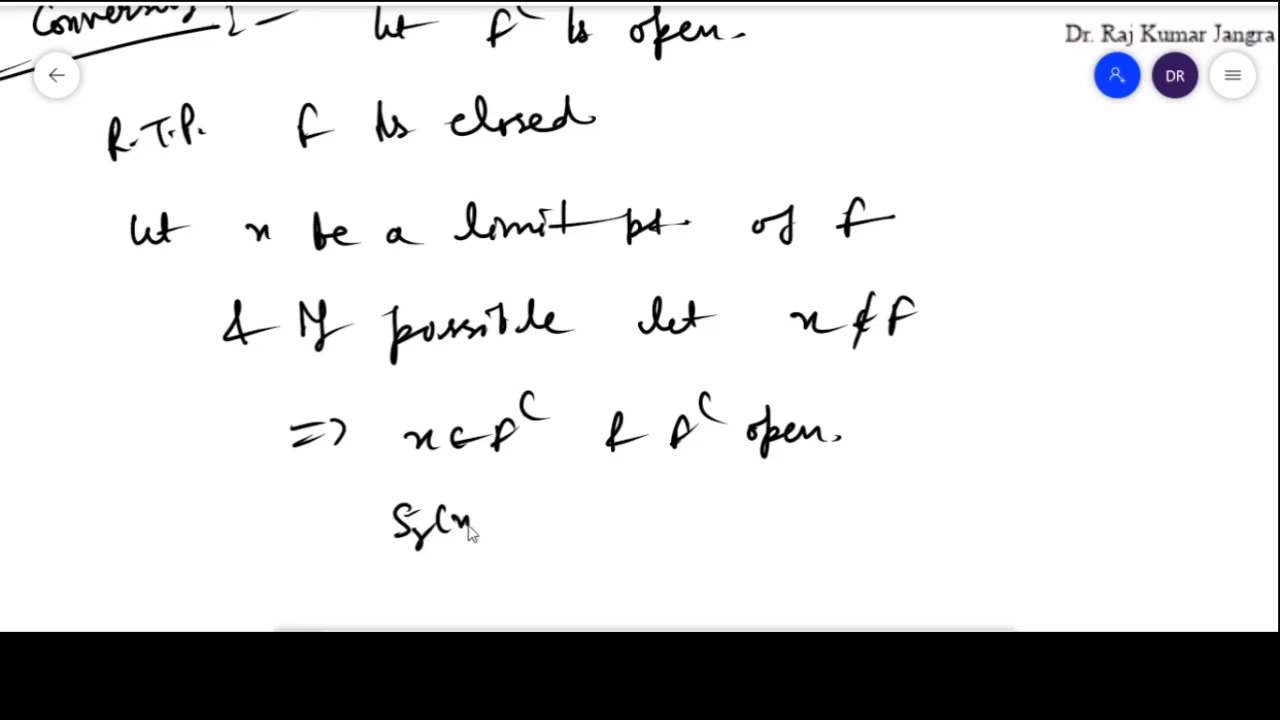 Conversely :- let F^C is open.
Dr. Raj Kumar Jangra
DR
R.T.P. F is closed
let x be a limit pt. of F
& If possible let x ∉ F
=> x ∈ F^C & F^C open.
S_r(x